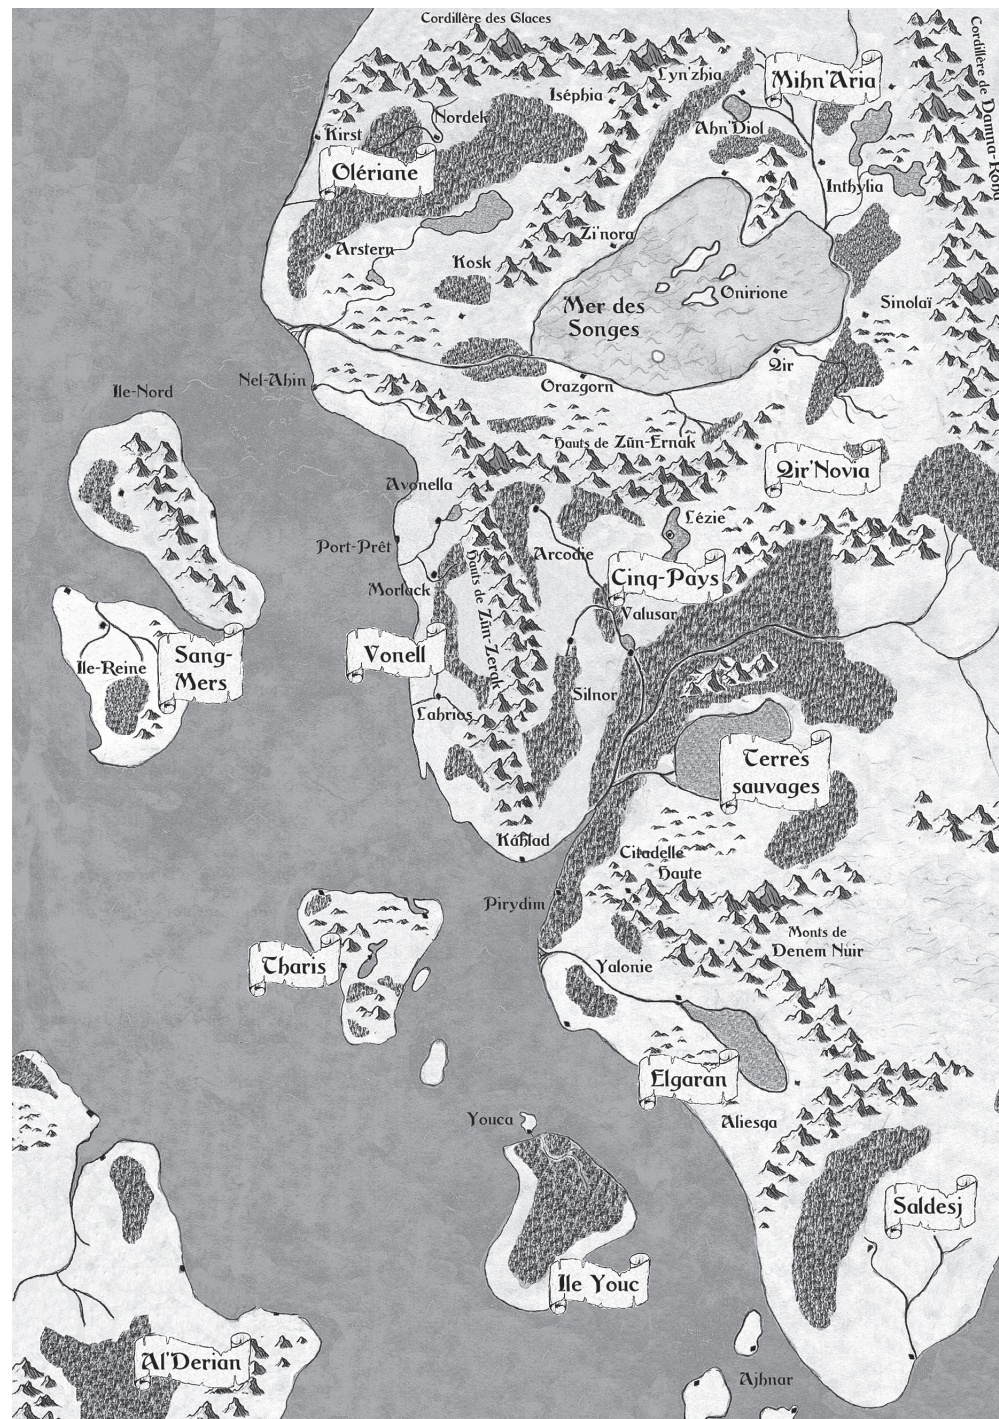 Cordillère des Glaces
Cordillère de Damna-Robu
Lyn'zhia
Mihn'Aria
Iséphia
Nordek
Kirst
Ahn'Diol
Olériane
Inthylia
Arstern
Zi'nora
Kosk
Onirione
Mer des
Songes
Sinolaï
Nel-Ahin
Orazgorn
Qir
Ile-Nord
Hauts de Zûn-Ernak
Qir'Novia
Avonella
Lézie
Port-Prêt
Arcodie
Hauts de Zûn-Zerak
Morlack
Cinq-Pays
Valusar
Ile-Reine
Sang-
Mers
Vonell
Silnor
Lahrios
Terres
sauvages
Káhlad
Citadelle
Haute
Pirydim
Monts de
Denem Nuir
Tharis
Yalonie
Elgaran
Youca
Aliesga
Saldesj
Ile Youc
Al'Derian
Ajhnar